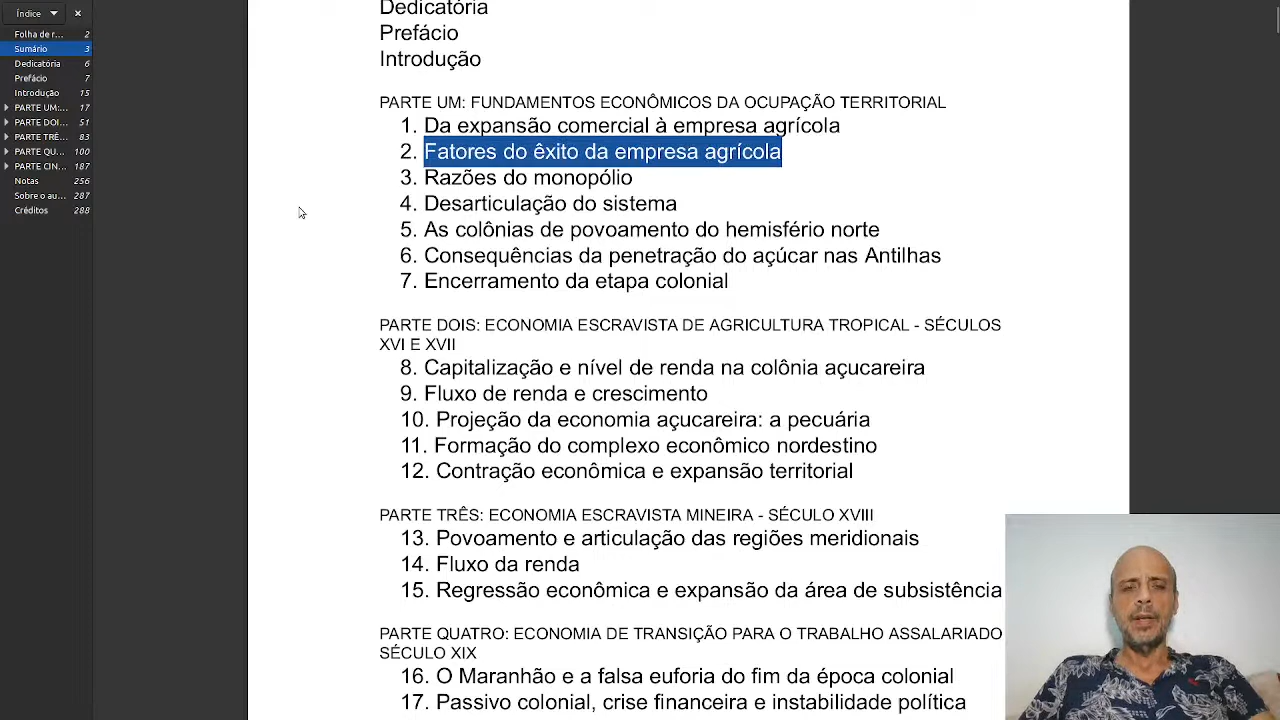 Índice
Folha de r... 2
Sumário 3
Dedicatória 6
Prefácio 7
Introdução 15
PARTE UM:... 17
PARTE DOI... 51
PARTE TRÊ... 83
PARTE QU... 100
PARTE CIN... 187
Notas 256
Sobre o au... 287
Créditos 288
Dedicatória
Prefácio
Introdução
PARTE UM: FUNDAMENTOS ECONÔMICOS DA OCUPAÇÃO TERRITORIAL
1. Da expansão comercial à empresa agrícola
2. Fatores do êxito da empresa agrícola
3. Razões do monopólio
4. Desarticulação do sistema
5. As colônias de povoamento do hemisfério norte
6. Consequências da penetração do açúcar nas Antilhas
7. Encerramento da etapa colonial
PARTE DOIS: ECONOMIA ESCRAVISTA DE AGRICULTURA TROPICAL - SÉCULOS
XVI E XVII
8. Capitalização e nível de renda na colônia açucareira
9. Fluxo de renda e crescimento
10. Projeção da economia açucareira: a pecuária
11. Formação do complexo econômico nordestino
12. Contração econômica e expansão territorial
PARTE TRÊS: ECONOMIA ESCRAVISTA MINEIRA - SÉCULO XVIII
13. Povoamento e articulação das regiões meridionais
14. Fluxo da renda
15. Regressão econômica e expansão da área de subsistência
PARTE QUATRO: ECONOMIA DE TRANSIÇÃO PARA O TRABALHO ASSALARIADO
SÉCULO XIX
16. O Maranhão e a falsa euforia do fim da época colonial
17. Passivo colonial, crise financeira e instabilidade política